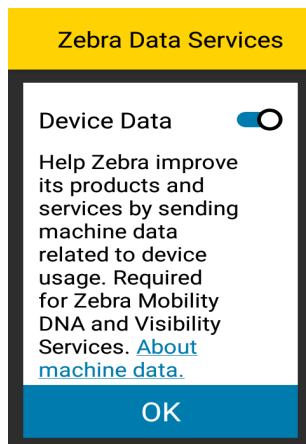 Zebra Data Services
Device Data
Help Zebra improve
its products and
services by sending
machine data
related to device
usage. Required
for Zebra Mobility
DNA and Visibility
Services. About
machine data.
OK